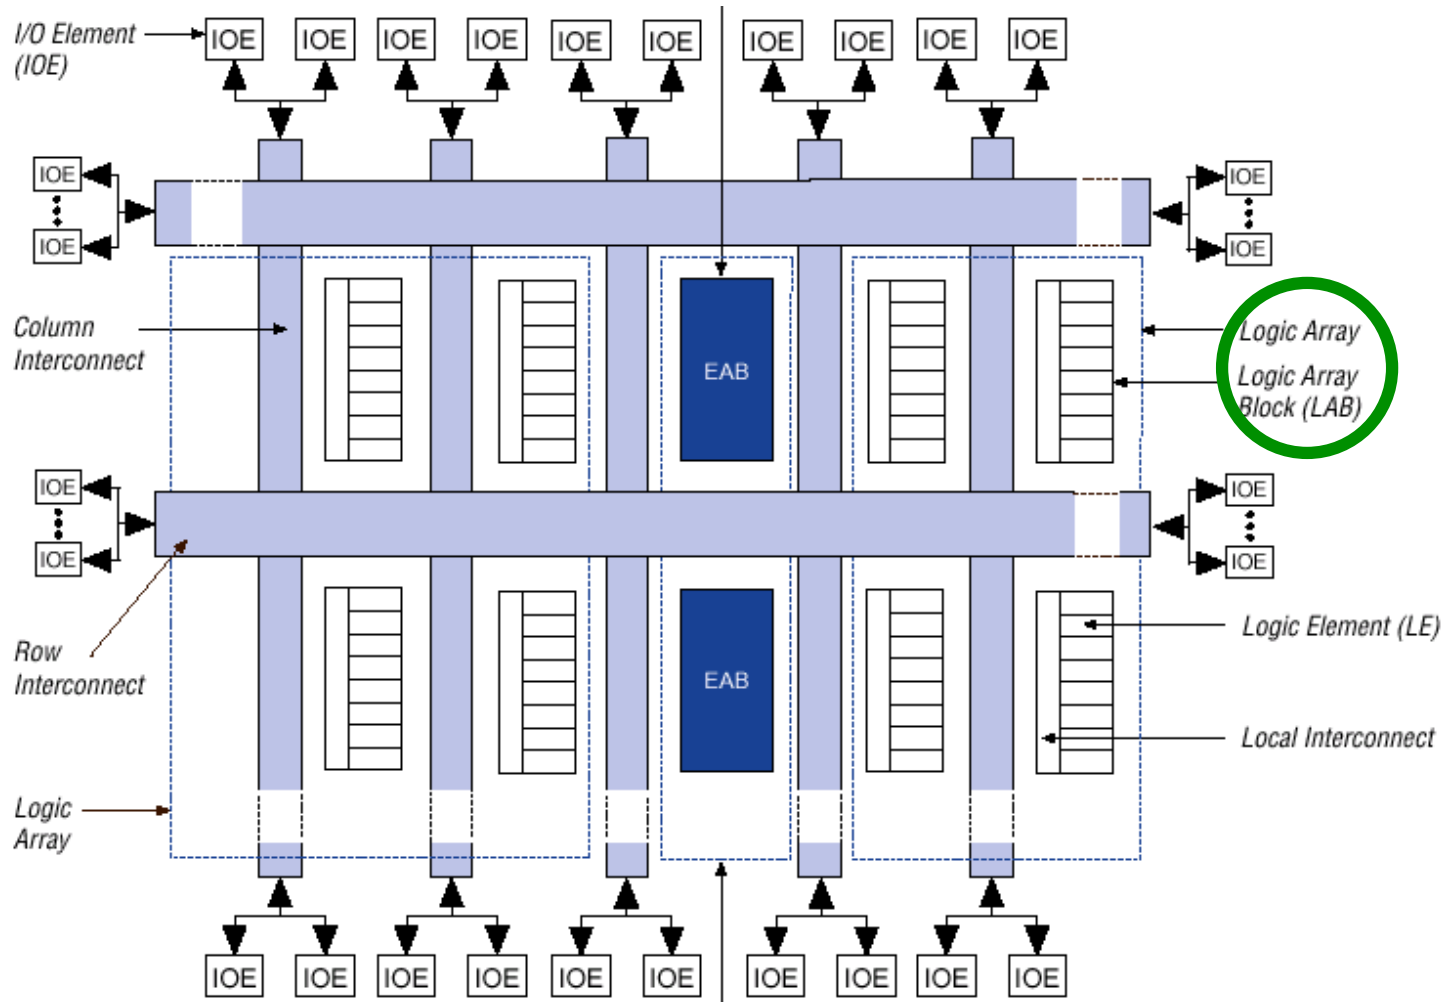 I/O Element
(IOE)
IOE IOE IOE IOE IOE IOE IOE IOE IOE IOE
IOE
IOE
IOE
IOE
Column
Interconnect
EAB
Logic Array
Logic Array
Block (LAB)
IOE
IOE
IOE
IOE
Row
Interconnect
EAB
Logic Element (LE)
Local Interconnect
Logic
Array
IOE IOE IOE IOE IOE IOE IOE IOE IOE IOE